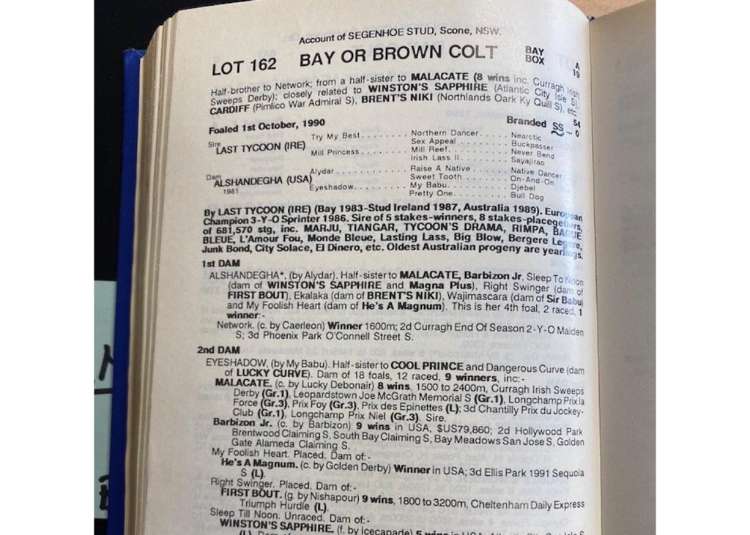 Account of SEGENHOE STUD, Scone, NSW.
LOT 162 BAY OR BROWN COLT BAY A
BOX 19
Half-brother to Network; from a half-sister to MALACATE (8 wins inc. Curragh Irish
Sweeps Derby); closely related to WINSTON'S SAPPHIRE (Atlantic City Isle S),
CARDIFF (Pimlico War Admiral S), BRENT'S NIKI (Northlands Oark Ky Quill S), etc.
Foaled 1st October, 1990 Branded SS 54
0
Sire
LAST TYCOON (IRE)
Try My Best Northern Dancer Nearctic
Sex Appeal Buckpasser
Mill Princess Mill Reef Never Bend
Irish Lass II Sayajirao
Dam
ALSHANDEGHA (USA)
1981
Alydar Raise A Native Native Dancer
Sweet Tooth On-And-On
Eyeshadow My Babu Djebel
Pretty One Bull Dog
By LAST TYCOON (IRE) (Bay 1983-Stud Ireland 1987, Australia 1989). European
Champion 3-Y-O Sprinter 1986. Sire of 5 stakes-winners, 8 stakes-placegetters,
of 681,570 stg, inc. MARJU, TIANGAR, TYCOON'S DRAMA, RIMPA,
BLEUE, L'Amour Fou, Monde Bleue, Lasting Lass, Big Blow, Bergere
Junk Bond, City Solace, El Dinero, etc. Oldest Australian progeny are yearlings.
1st DAM
ALSHANDEGHA*, (by Alydar). Half-sister to MALACATE, Barbizon Jr, Sleep Till Noon
(dam of WINSTON'S SAPPHIRE and Magna Plus), Right Swinger (dam of
FIRST BOUT), Ekalaka (dam of BRENT'S NIKI), Wajimascara (dam of Sir Babu)
and My Foolish Heart (dam of He's A Magnum). This is her 4th foal, 2 raced, 1
winner:-
Network. (c. by Caerleon) Winner 1600m; 2d Curragh End Of Season 2-Y-O Maiden
S; 3d Phoenix Park O'Connell Street S.
2nd DAM
EYESHADOW, (by My Babu). Half-sister to COOL PRINCE and Dangerous Curve (dam
of LUCKY CURVE). Dam of 18 foals, 12 raced, 9 winners, inc:-
MALACATE. (c. by Lucky Debonair) 8 wins, 1500 to 2400m, Curragh Irish Sweeps
Derby (Gr.1), Leopardstown Joe McGrath Memorial S (Gr.1), Longchamp Prix la
Force (Gr.3), Prix Foy (Gr.3), Prix des Epinettes (L); 3d Chantilly Prix du Jockey-
Club (Gr.1), Longchamp Prix Niel (Gr.3). Sire.
Barbizon Jr. (c. by Barbizon) 9 wins in USA, $US79,860; 2d Hollywood Park
Brentwood Claiming S, South Bay Claiming S, Bay Meadows San Jose S, Golden
Gate Alameda Claiming S.
My Foolish Heart. Placed. Dam of:-
He's A Magnum. (c. by Golden Derby) Winner in USA; 3d Ellis Park 1991 Sequoia
S (L).
Right Swinger. Placed. Dam of:-
FIRST BOUT. (g. by Nishapour) 9 wins, 1800 to 3200m, Cheltenham Daily Express
Triumph Hurdle (L).
Sleep Till Noon. Unraced. Dam of:-
WINSTON'S SAPPHIRE. (f. by Icecapade) 5 wins in USA,